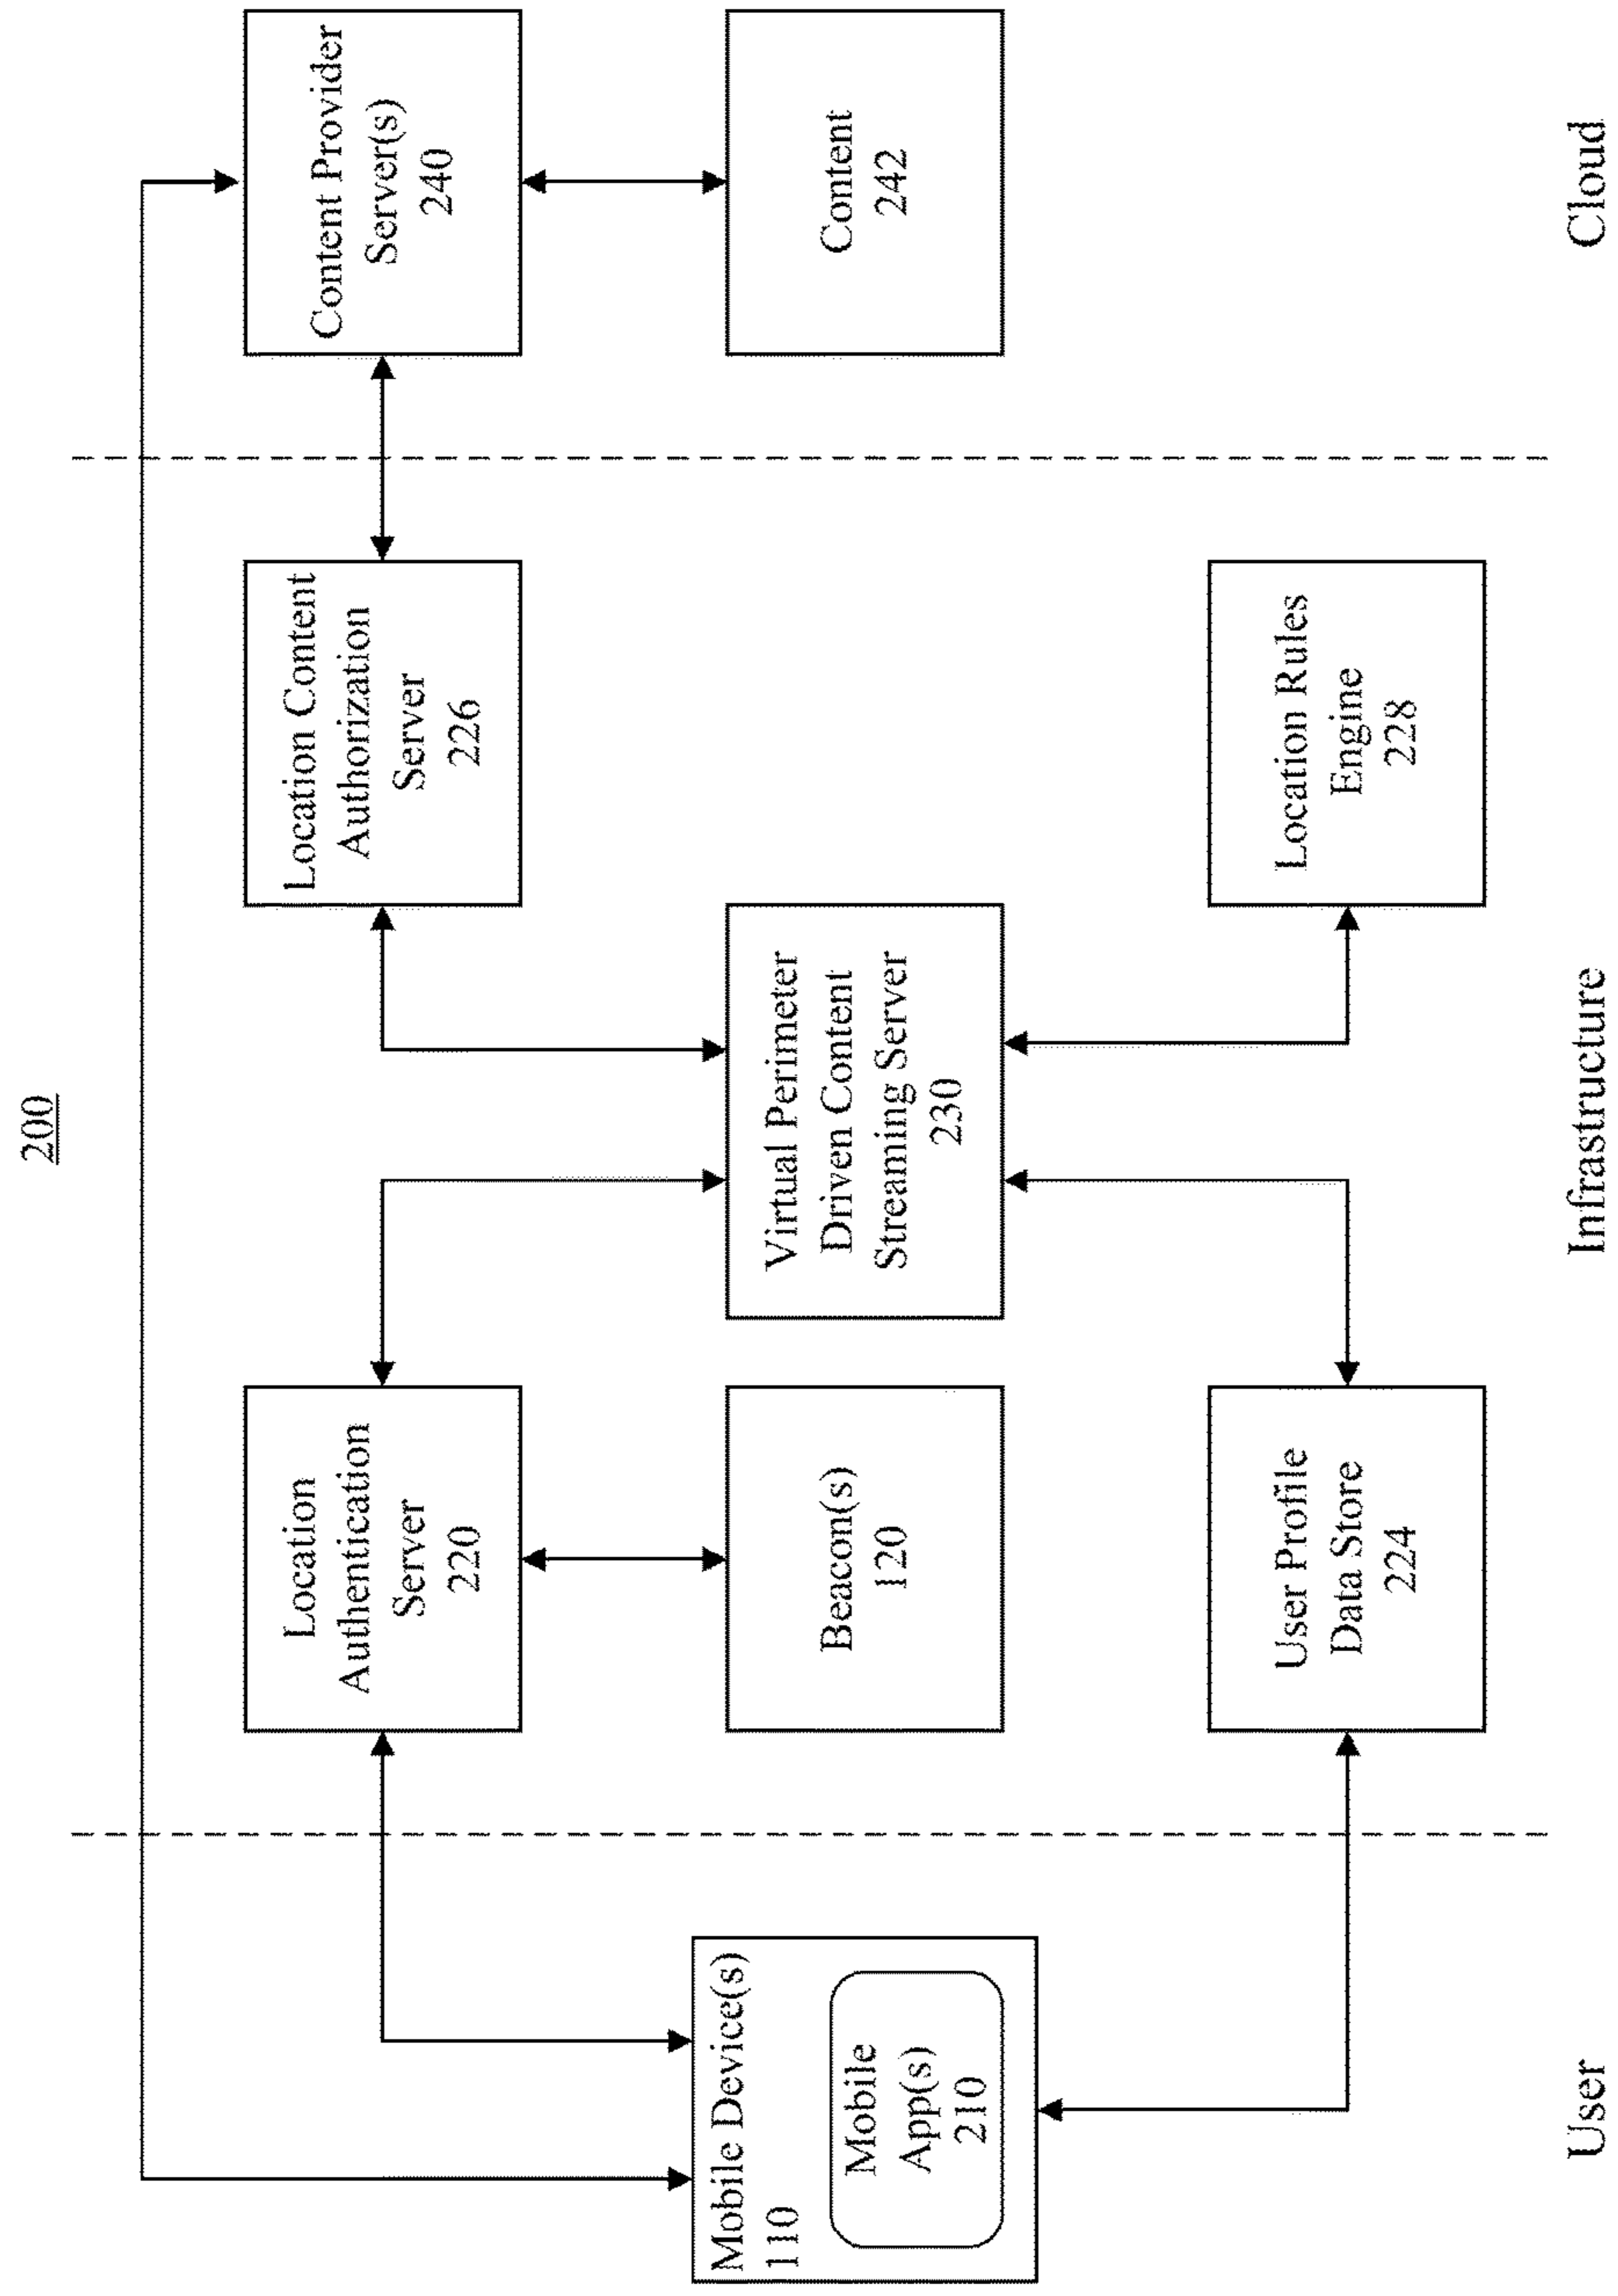 200
Mobile Device(s)
110
Mobile
App(s)
210
Location
Authentication
Server
220
Beacon(s)
120
User Profile
Data Store
224
Virtual Perimeter
Driven Content
Streaming Server
230
Location Content
Authorization
Server
226
Location Rules
Engine
228
Content Provider
Server(s)
240
Content
242
User
Infrastructure
Cloud